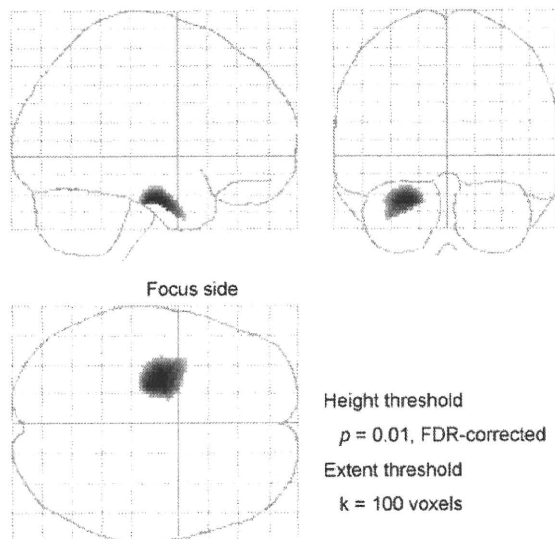 Focus side
Height threshold
p = 0.01, FDR-corrected
Extent threshold
k = 100 voxels